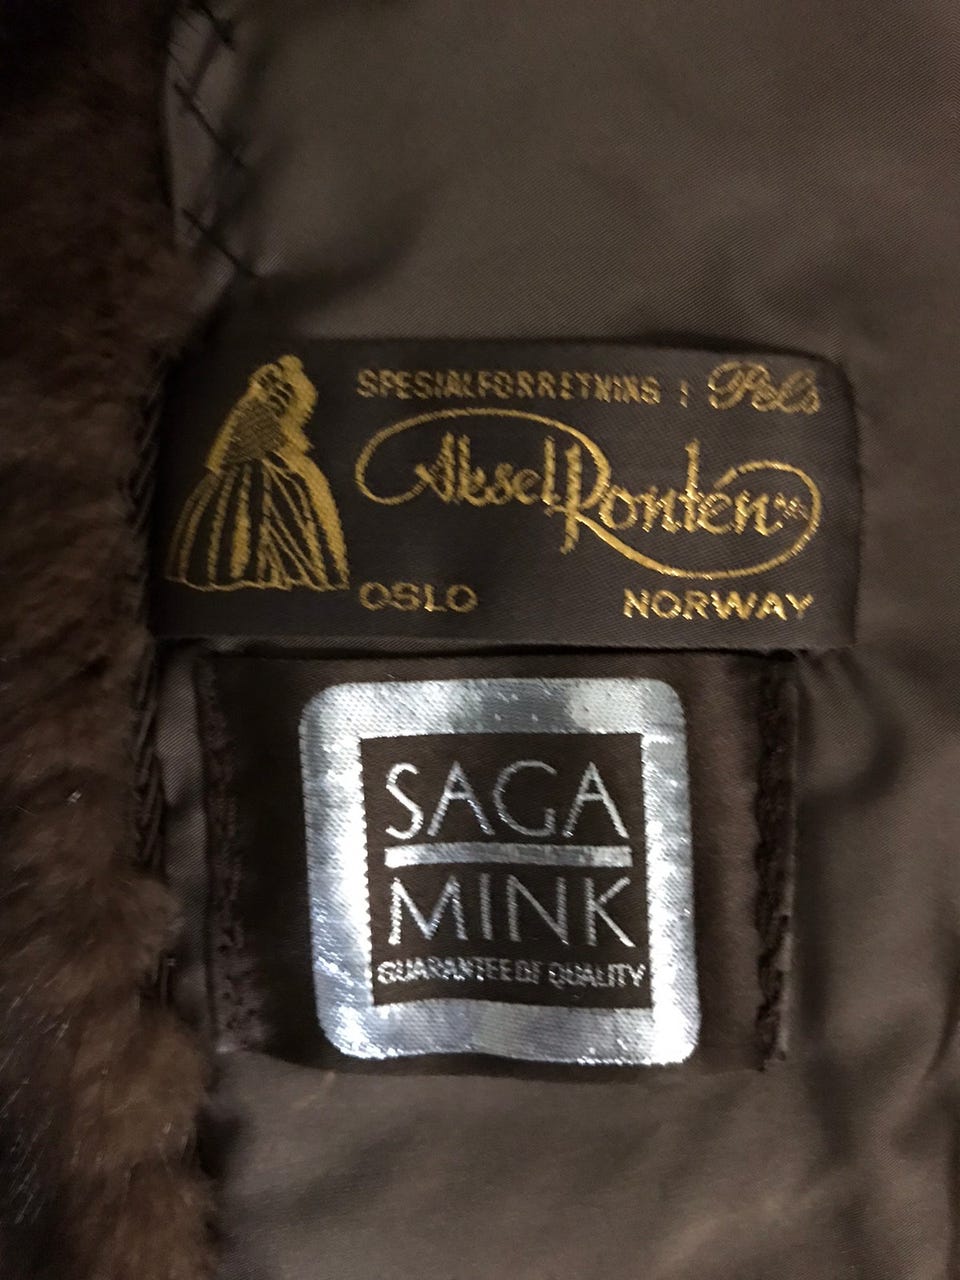 SPESIALFORRETNING I Pels
Aksel Rontén A/S
OSLO NORWAY
SAGA
MINK
GUARANTEE OF QUALITY